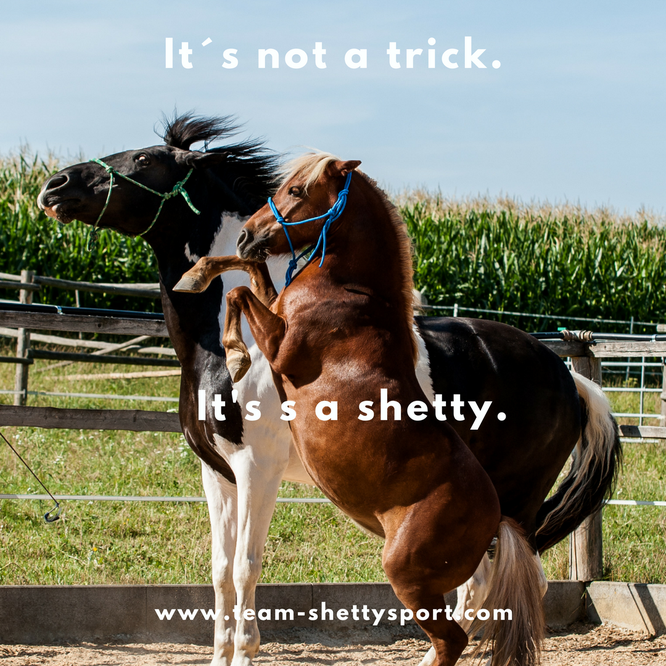 It´s not a trick.
It's s a shetty.
www.team-shettysport.com